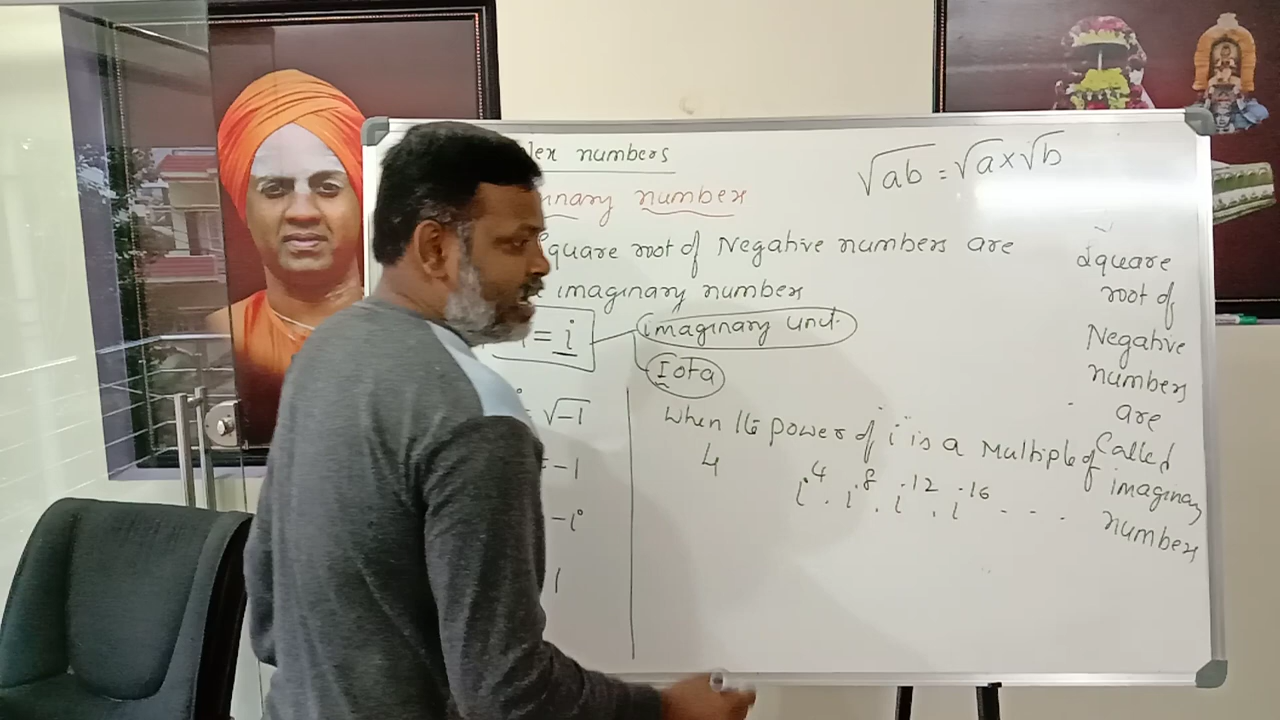 numbers
number
√ab = √a x √b
Square root of Negative numbers are
imaginary number
= i
imaginary unit
Iota
√-1
-1
-i
1
When the power of i is a Multiple of
4
i⁴, i⁸, i¹², i¹⁶ - - -
Square
root of
Negative
numbers
are
Called
imaginary
numbers